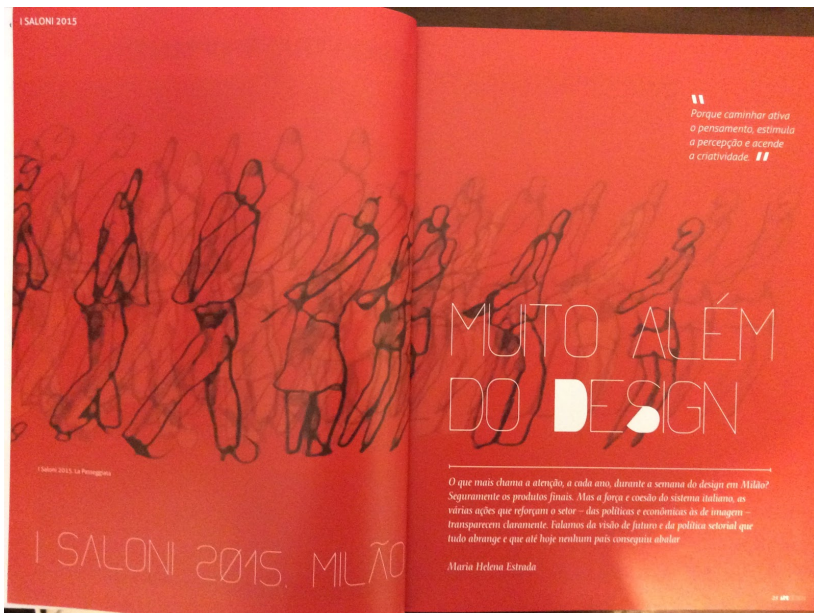 I SALONI 2015
I Saloni 2015, La Passeggiata
I SALONI 2015. MILÃO
"
Porque caminhar ativa
o pensamento, estimula
a percepção e acende
a criatividade. "
MUITO ALÉM
DO DESIGN
O que mais chama a atenção, a cada ano, durante a semana do design em Milão?
Seguramente os produtos finais. Mas a força e coesão do sistema italiano, as
várias ações que reforçam o setor – das políticas e econômicas às de imagem –
transparecem claramente. Falamos da visão de futuro e da política setorial que
tudo abrange e que até hoje nenhum país conseguiu abalar
Maria Helena Estrada